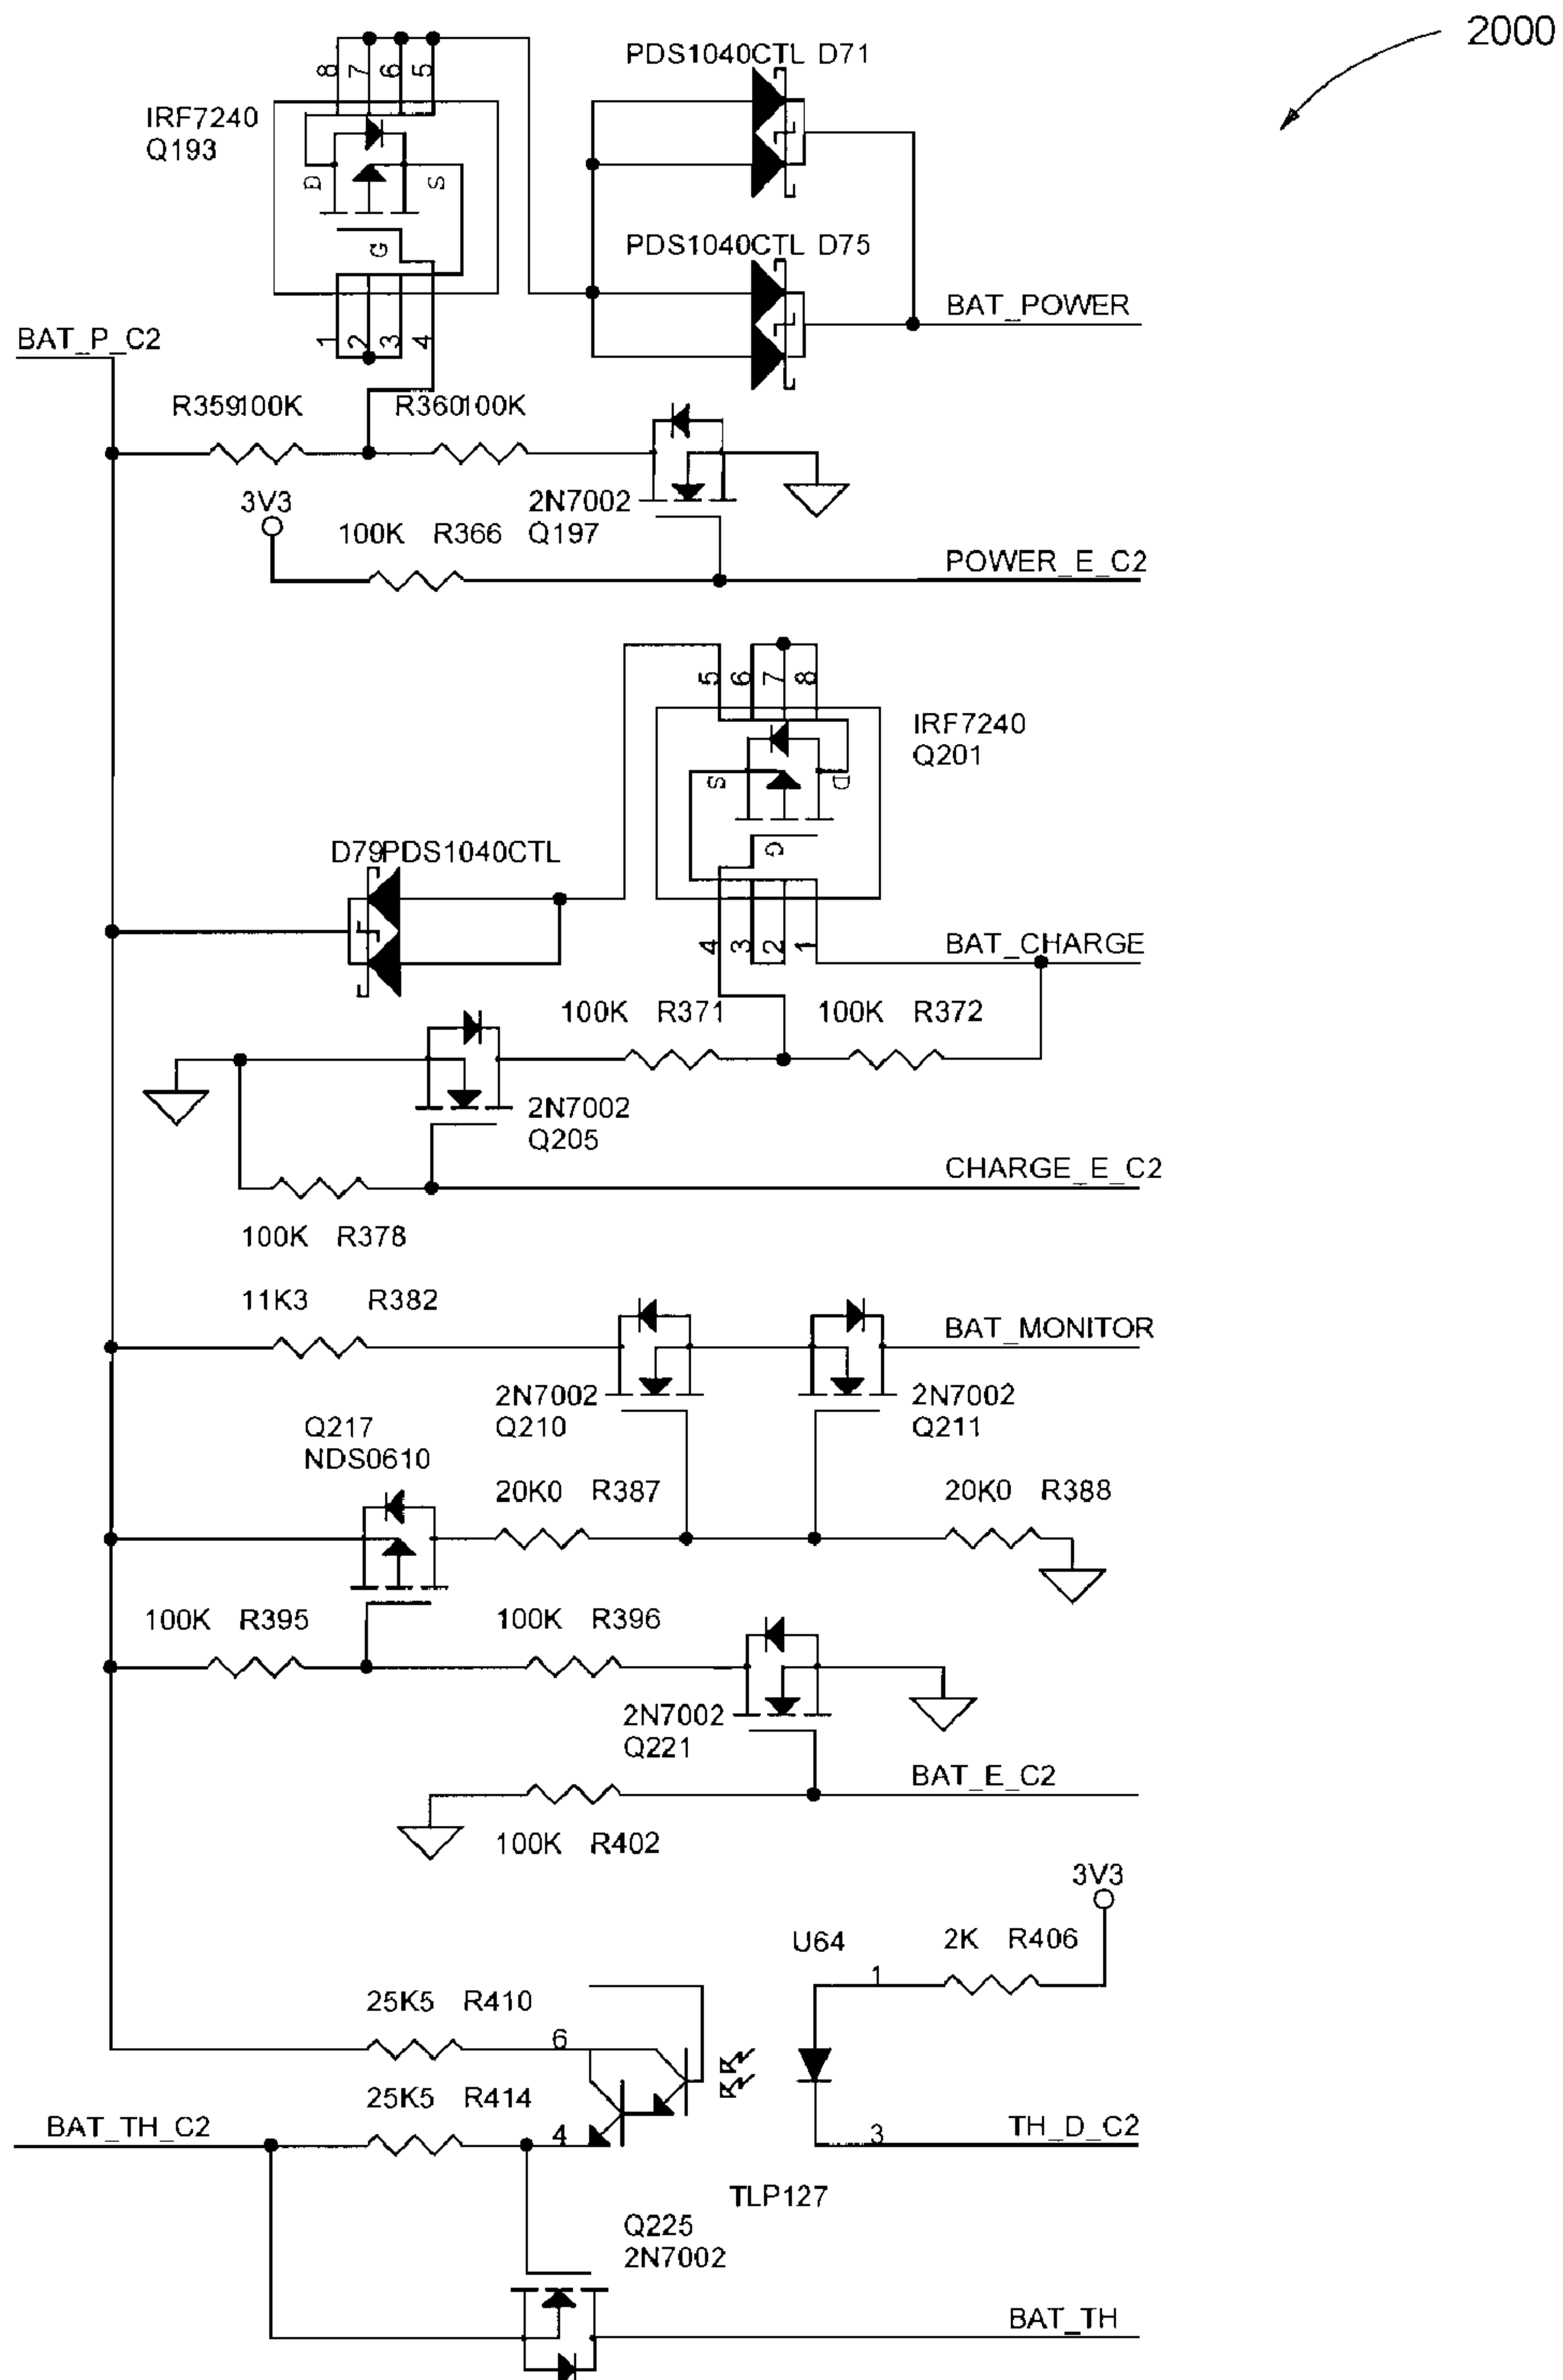 2000
PDS1040CTL D71
8 7 6 5
IRF7240
Q193
D S
G
PDS1040CTL D75
BAT_POWER
BAT_P_C2
1 2 3 4
R359100K R360100K
3V3
2N7002
100K R366 Q197
POWER_E_C2
5 6 7 8
IRF7240
Q201
S D
G
D79PDS1040CTL
4 3 2 1
BAT_CHARGE
100K R371 100K R372
2N7002
Q205
CHARGE_E_C2
100K R378
11K3 R382
BAT_MONITOR
2N7002
Q210
2N7002
Q211
Q217
NDS0610
20K0 R387 20K0 R388
100K R395 100K R396
2N7002
Q221
BAT_E_C2
100K R402
3V3
U64 2K R406
1
25K5 R410
6
25K5 R414
BAT_TH_C2
4
3
TH_D_C2
TLP127
Q225
2N7002
BAT_TH